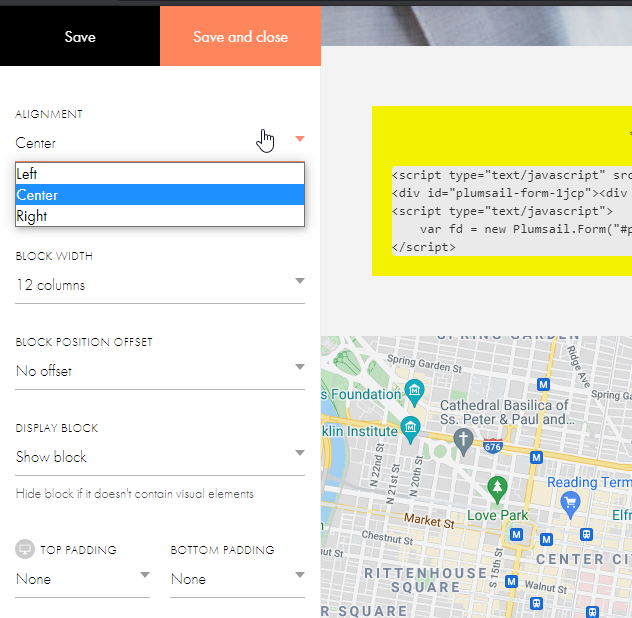 Save
Save and close
ALIGNMENT
Center
Left
Center
Right
BLOCK WIDTH
12 columns
BLOCK POSITION OFFSET
No offset
DISPLAY BLOCK
Show block
Hide block if it doesn't contain visual elements
TOP PADDING
BOTTOM PADDING
None
None
<script type="text/javascript" src
<div id="plumsail-form-1jcp"><div
<script type="text/javascript">
var fd = new Plumsail.Form("#p
</script>
SPRING GARDEN
Spring Garden St
Ridge Ave
Spring G
s Foundation
Cathedral Basilica of
Ss. Peter & Paul and...
klin Institute
676
M
M
N 22nd St
N 21st St
N 20th St
Reading Term
Love Park
Elfr
Market St
Chestnut St
ut St
M
M
S 15th St
CENTER CI
RITTENHOUSE
SQUARE
M
Walnut St
R SQUARE